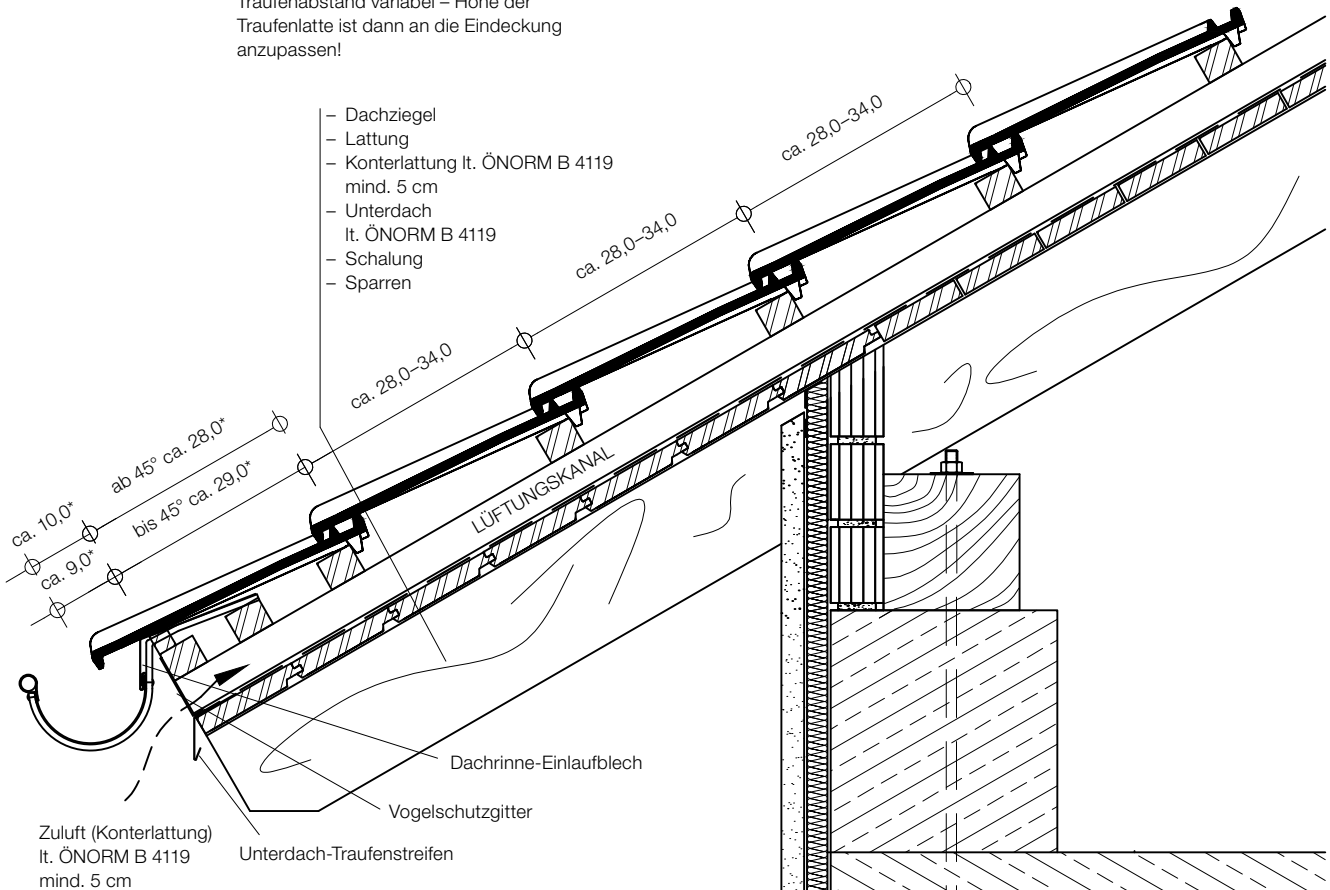 Traufenabstand variabel – Höhe der
Traufenlatte ist dann an die Eindeckung
anzupassen!
– Dachziegel
– Lattung
– Konterlattung lt. ÖNORM B 4119
mind. 5 cm
– Unterdach
lt. ÖNORM B 4119
– Schalung
– Sparren
ca. 28,0–34,0
ca. 28,0–34,0
ca. 28,0–34,0
ab 45° ca. 28,0*
ca. 10,0*
bis 45° ca. 29,0*
ca. 9,0*
LÜFTUNGSKANAL
Dachrinne-Einlaufblech
Vogelschutzgitter
Unterdach-Traufenstreifen
Zuluft (Konterlattung)
lt. ÖNORM B 4119
mind. 5 cm